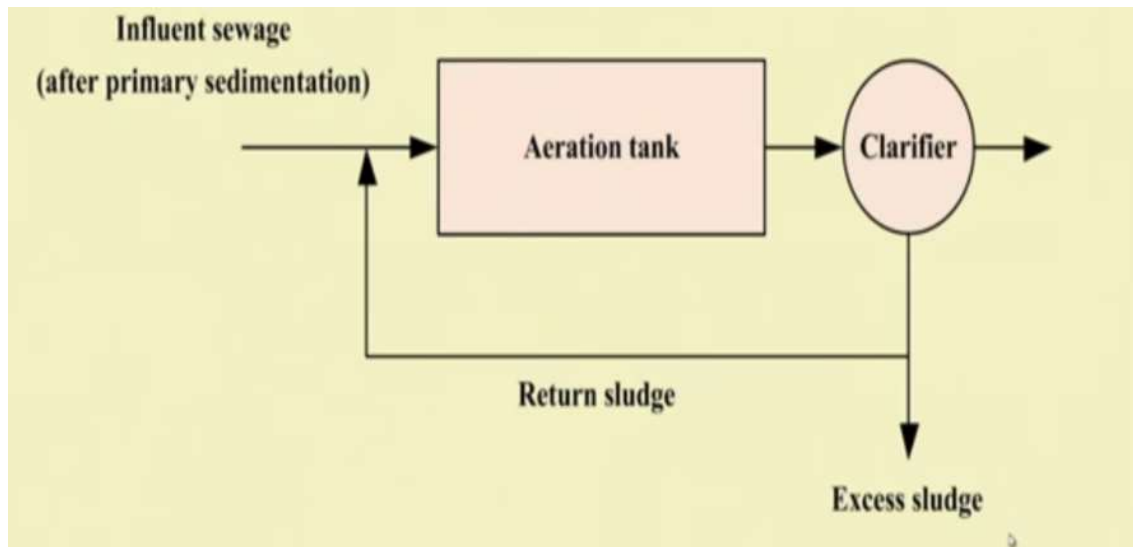 Influent sewage
(after primary sedimentation)
Aeration tank
Clarifier
Return sludge
Excess sludge